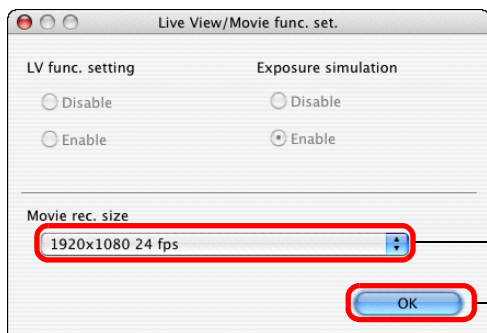 Live View/Movie func. set.
LV func. setting Exposure simulation
Disable Disable
Enable Enable
Movie rec. size
1920x1080 24 fps
OK